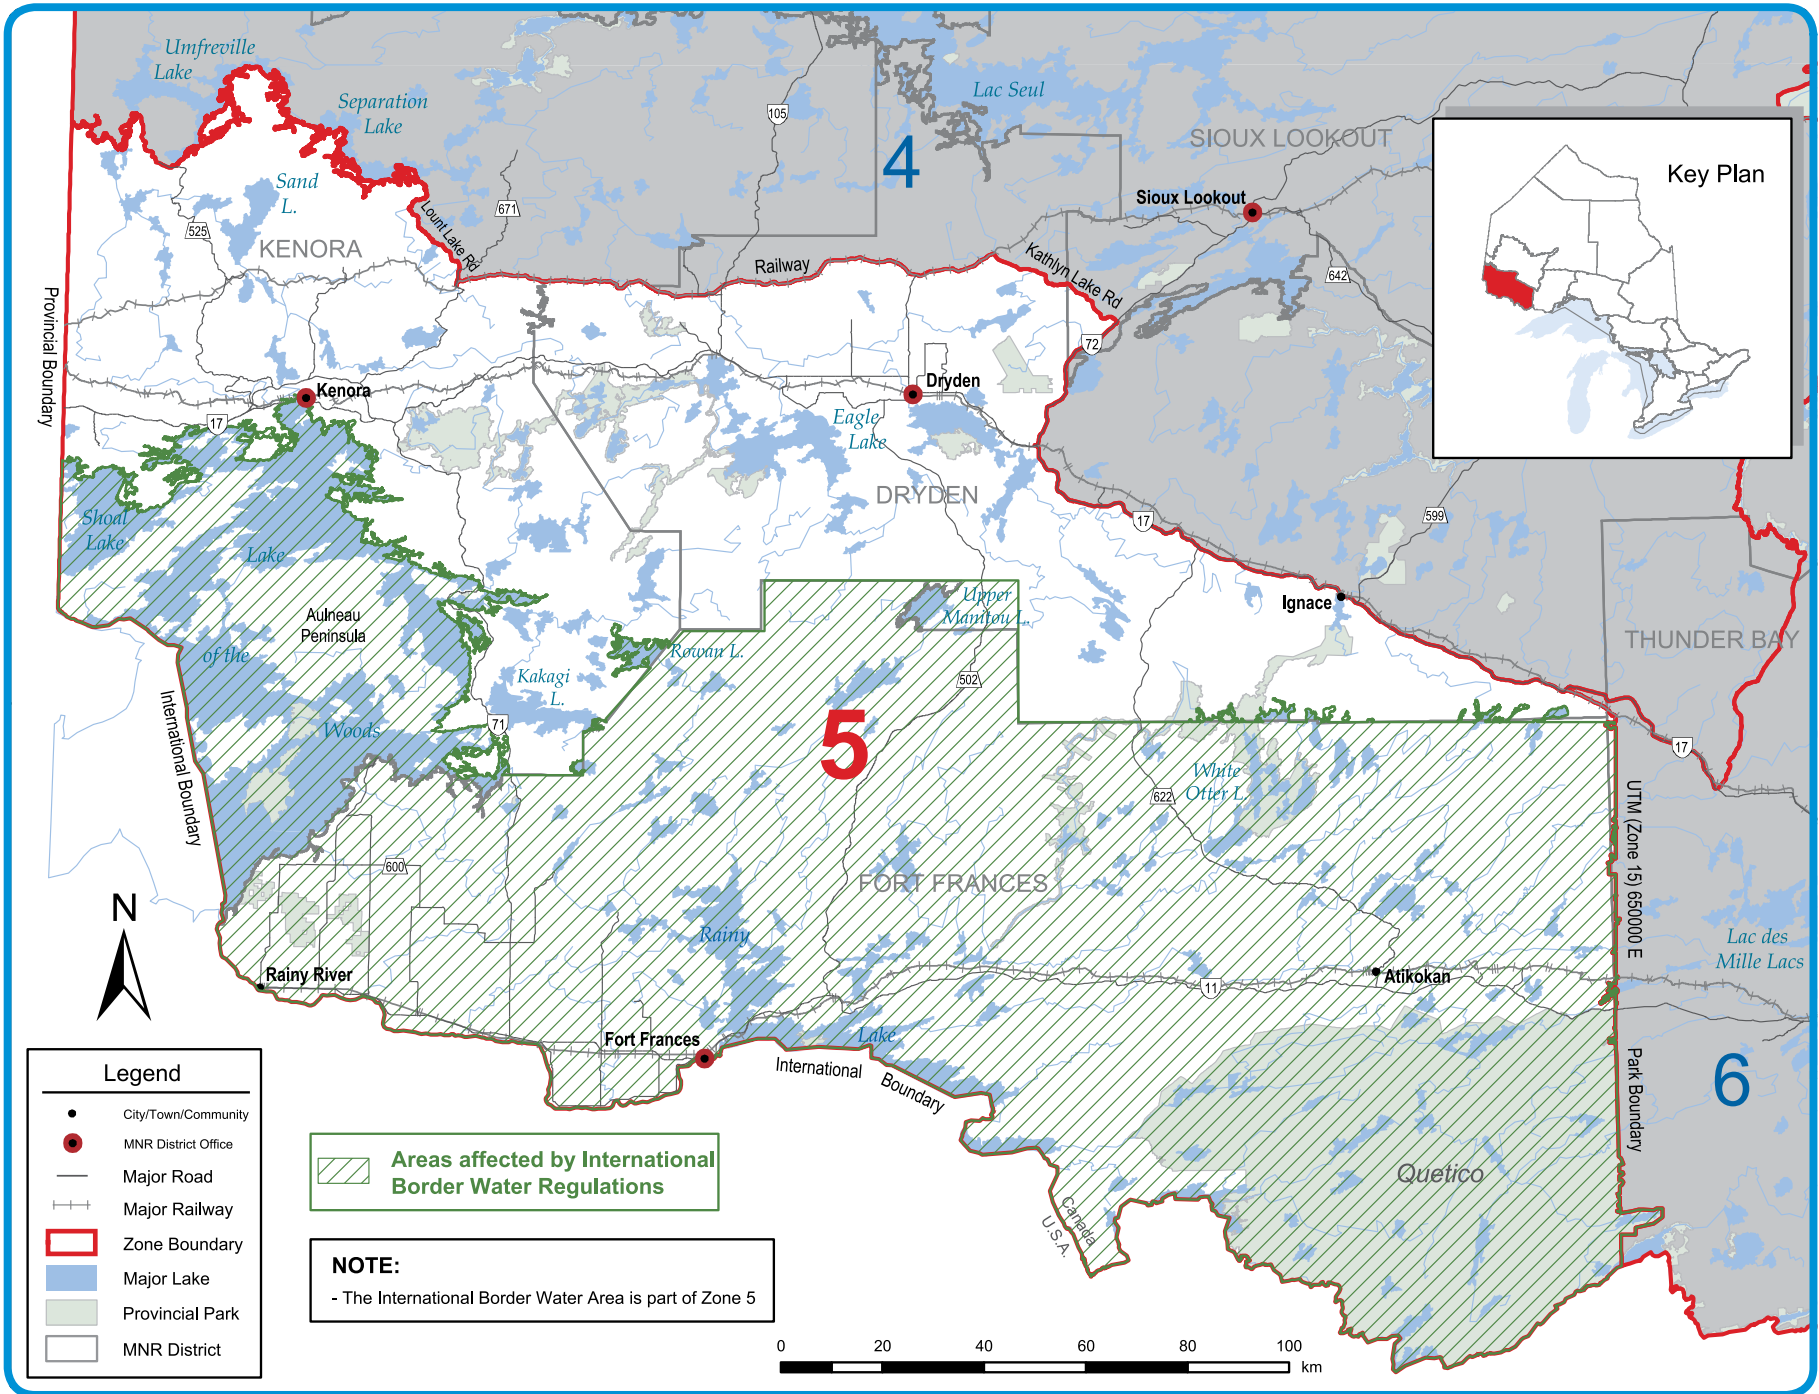 Umfreville
Lake
Separation
Lake
Lac Seul
105
4
SIOUX LOOKOUT
Key Plan
Sand
L.
671
Sioux Lookout
525
KENORA
Lount Lake Rd
Railway
Kathlyn Lake Rd
642
Provincial Boundary
72
Kenora
Dryden
17
Eagle
Lake
DRYDEN
Shoal
Lake
17
599
Lake
Upper
Manitou L.
Ignace
Aulneau
Peninsula
THUNDER BAY
of the
Rowan L.
Kakagi
L.
502
International Boundary
Woods
71
5
17
White
Otter L.
622
UTM (Zone 15) 650000 E
600
FORT FRANCES
N
Rainy
Lac des
Mille Lacs
Rainy River
Atikokan
11
Fort Frances
Lake
International
Boundary
Park Boundary
6
Quetico
Canada
U.S.A.
Legend
City/Town/Community
MNR District Office
Major Road
Major Railway
Zone Boundary
Major Lake
Provincial Park
MNR District
Areas affected by International
Border Water Regulations
NOTE:
- The International Border Water Area is part of Zone 5
0 20 40 60 80 100
km